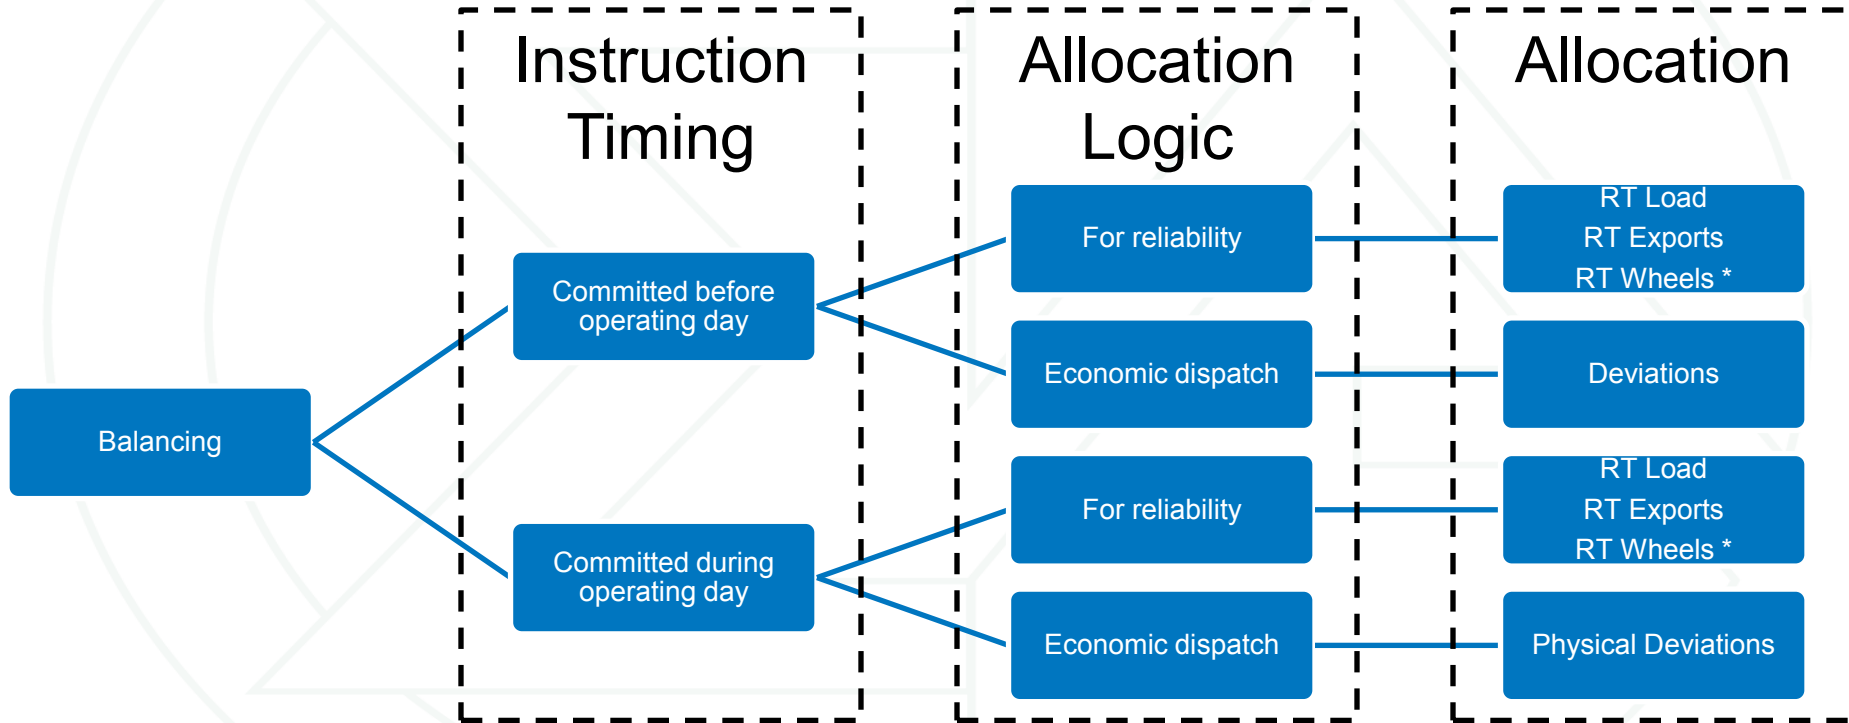 Instruction
Timing
Allocation
Logic
Allocation
Balancing
Committed before
operating day
Committed during
operating day
For reliability
Economic dispatch
For reliability
Economic dispatch
RT Load
RT Exports
RT Wheels *
Deviations
RT Load
RT Exports
RT Wheels *
Physical Deviations